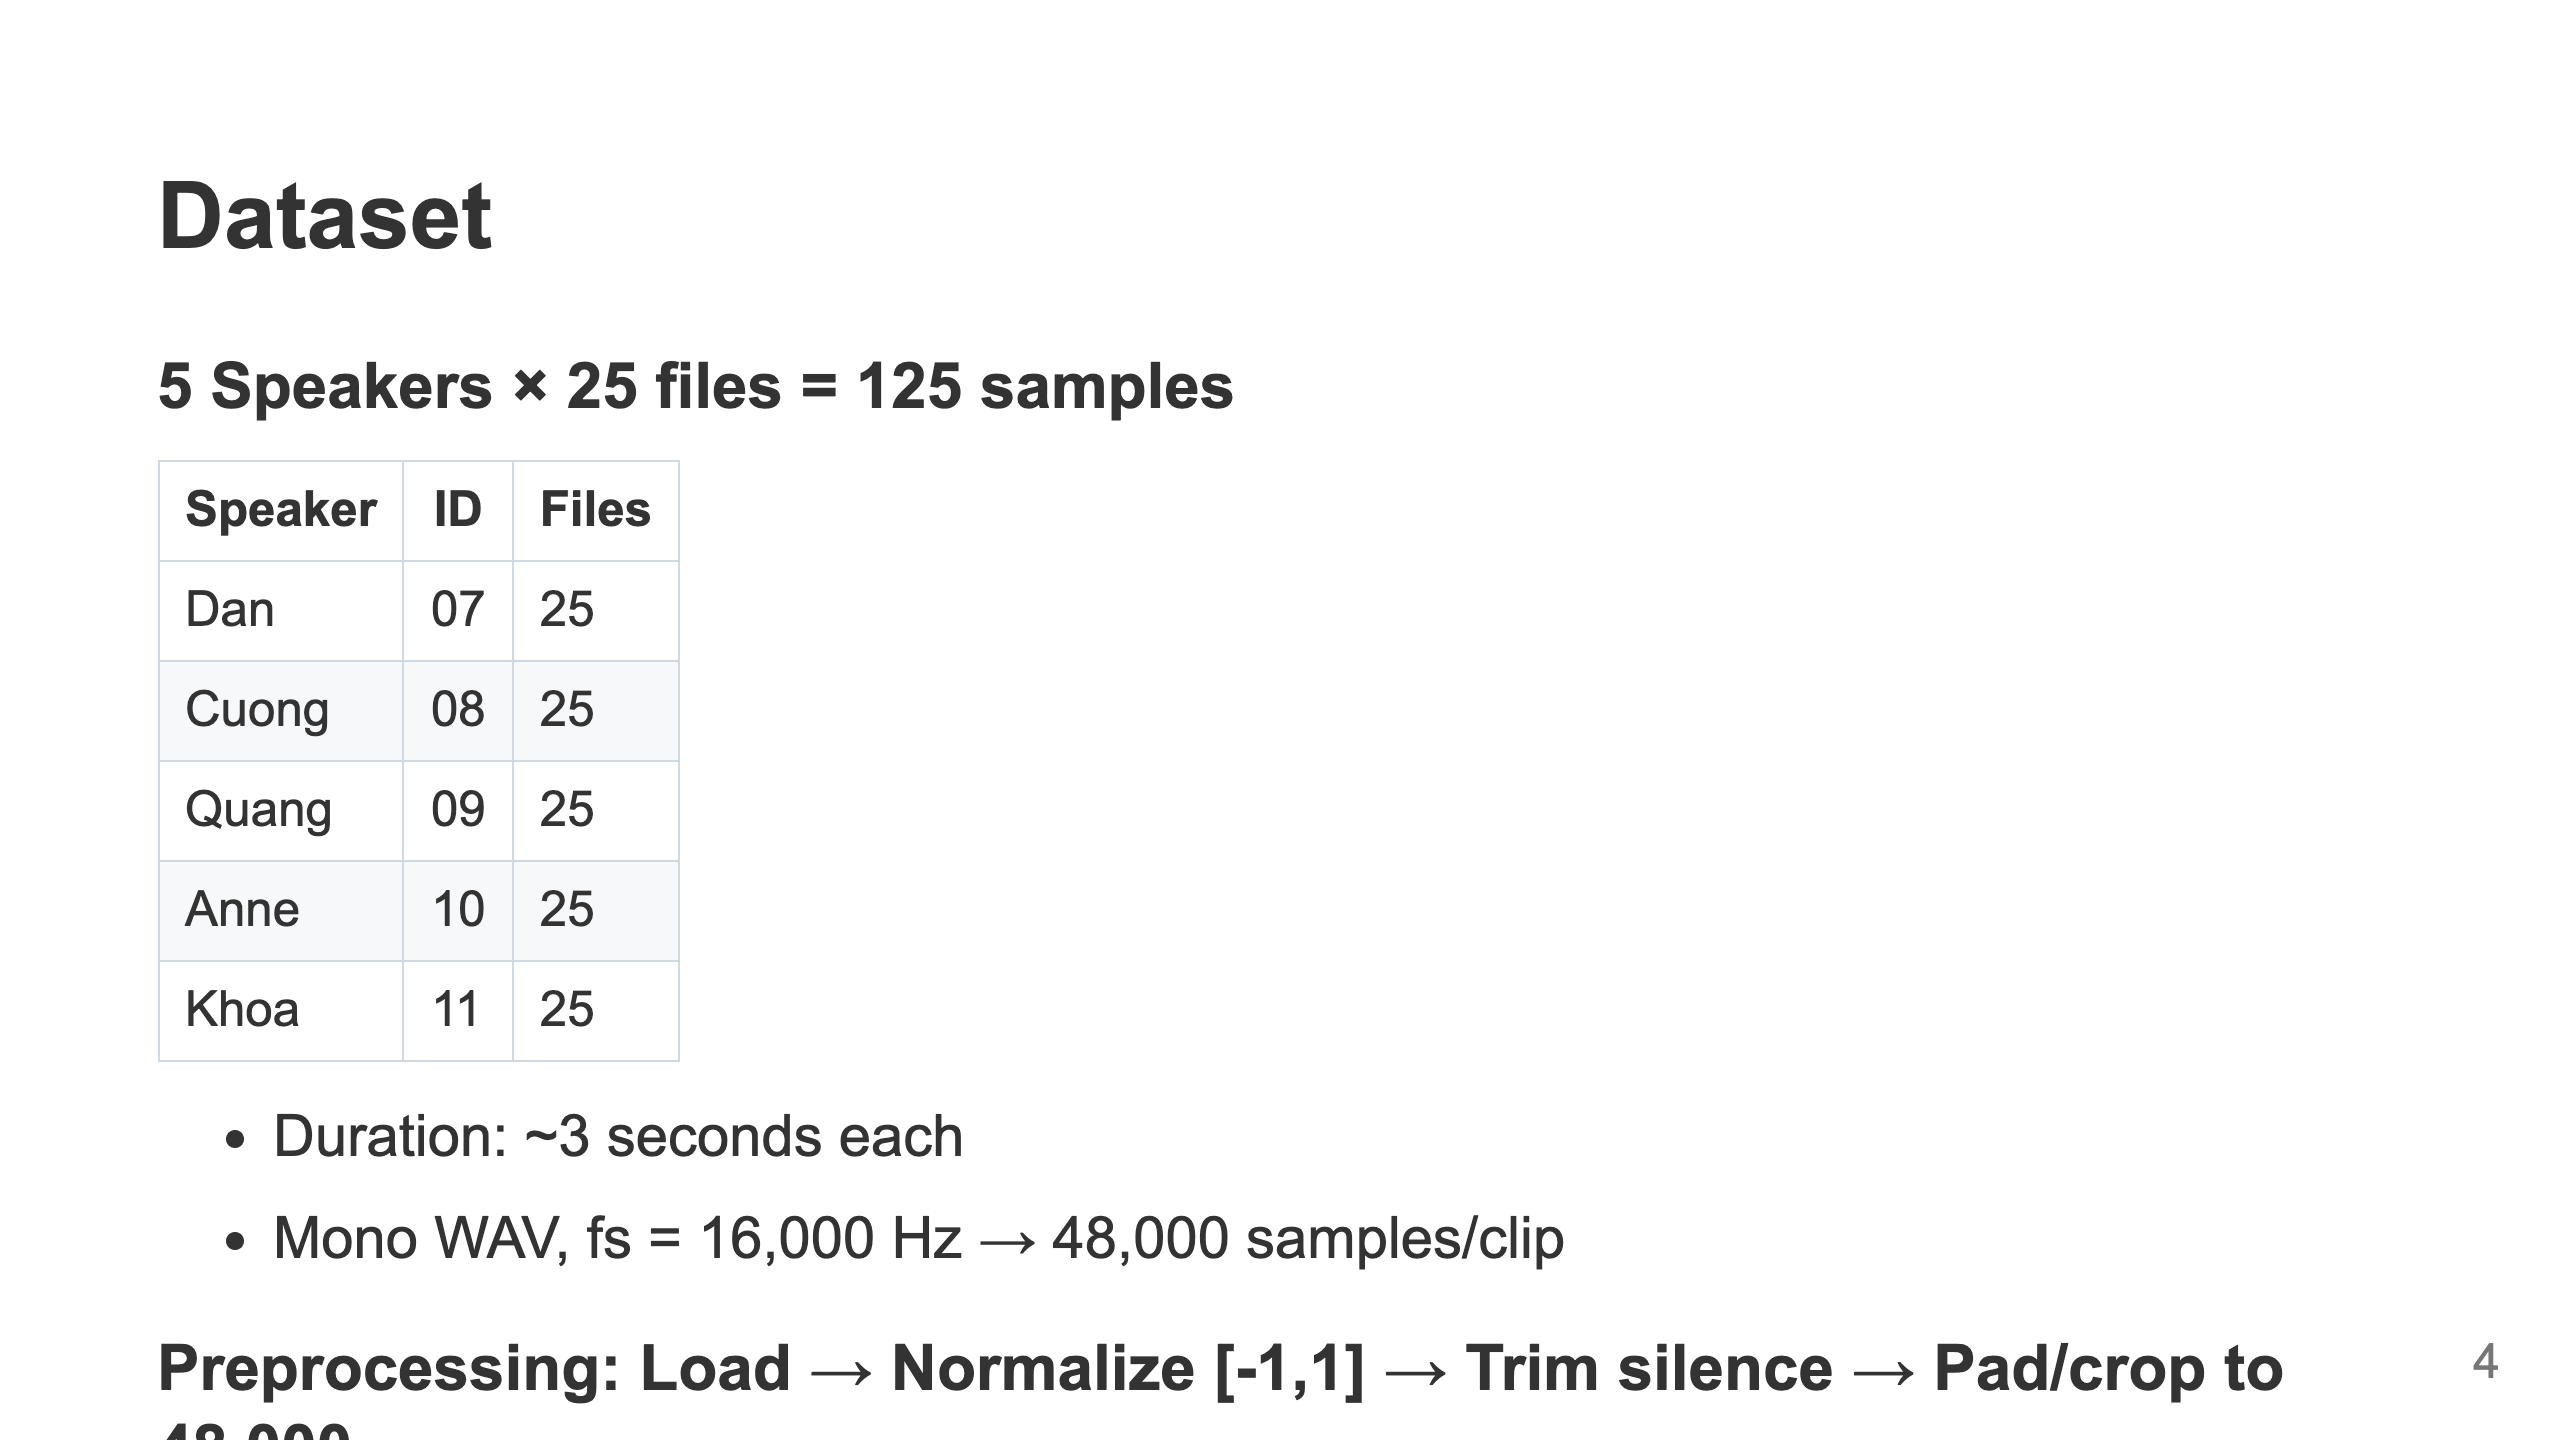 Dataset
5 Speakers × 25 files = 125 samples
Speaker ID Files
Dan 07 25
Cuong 08 25
Quang 09 25
Anne 10 25
Khoa 11 25
• Duration: ~3 seconds each
• Mono WAV, fs = 16,000 Hz → 48,000 samples/clip
Preprocessing: Load → Normalize [-1,1] → Trim silence → Pad/crop to
48,000
4